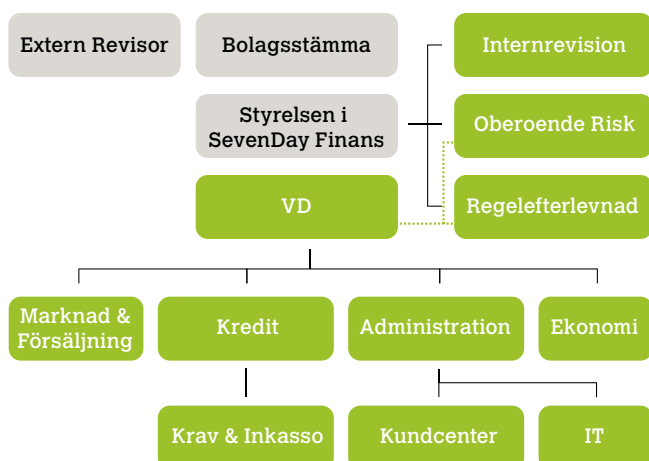 Extern Revisor
Bolagsstämma
Internrevision
Styrelsen i
SevenDay Finans
Oberoende Risk
VD
Regelefterlevnad
Marknad &
Försäljning
Kredit
Administration
Ekonomi
Krav & Inkasso
Kundcenter
IT